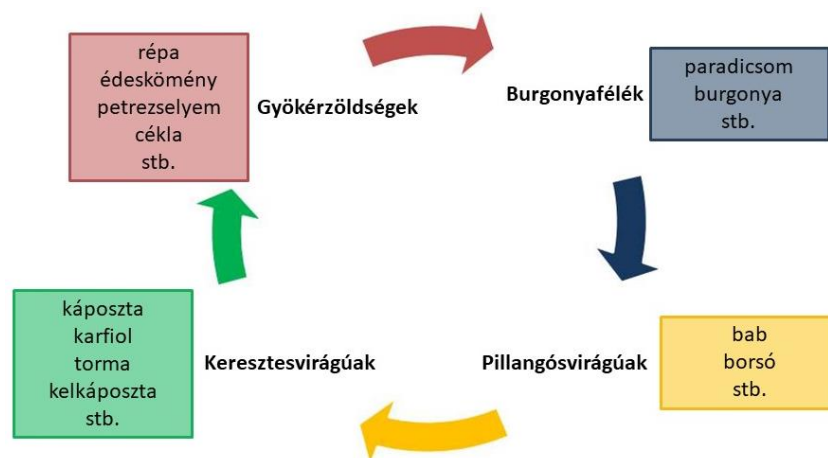 répa
édeskömény
petrezselyem
cékla
stb.
Gyökérzöldségek
Burgonyafélék
paradicsom
burgonya
stb.
káposzta
karfiol
torma
kelkáposzta
stb.
Keresztesvirágúak
Pillangósvirágúak
bab
borsó
stb.